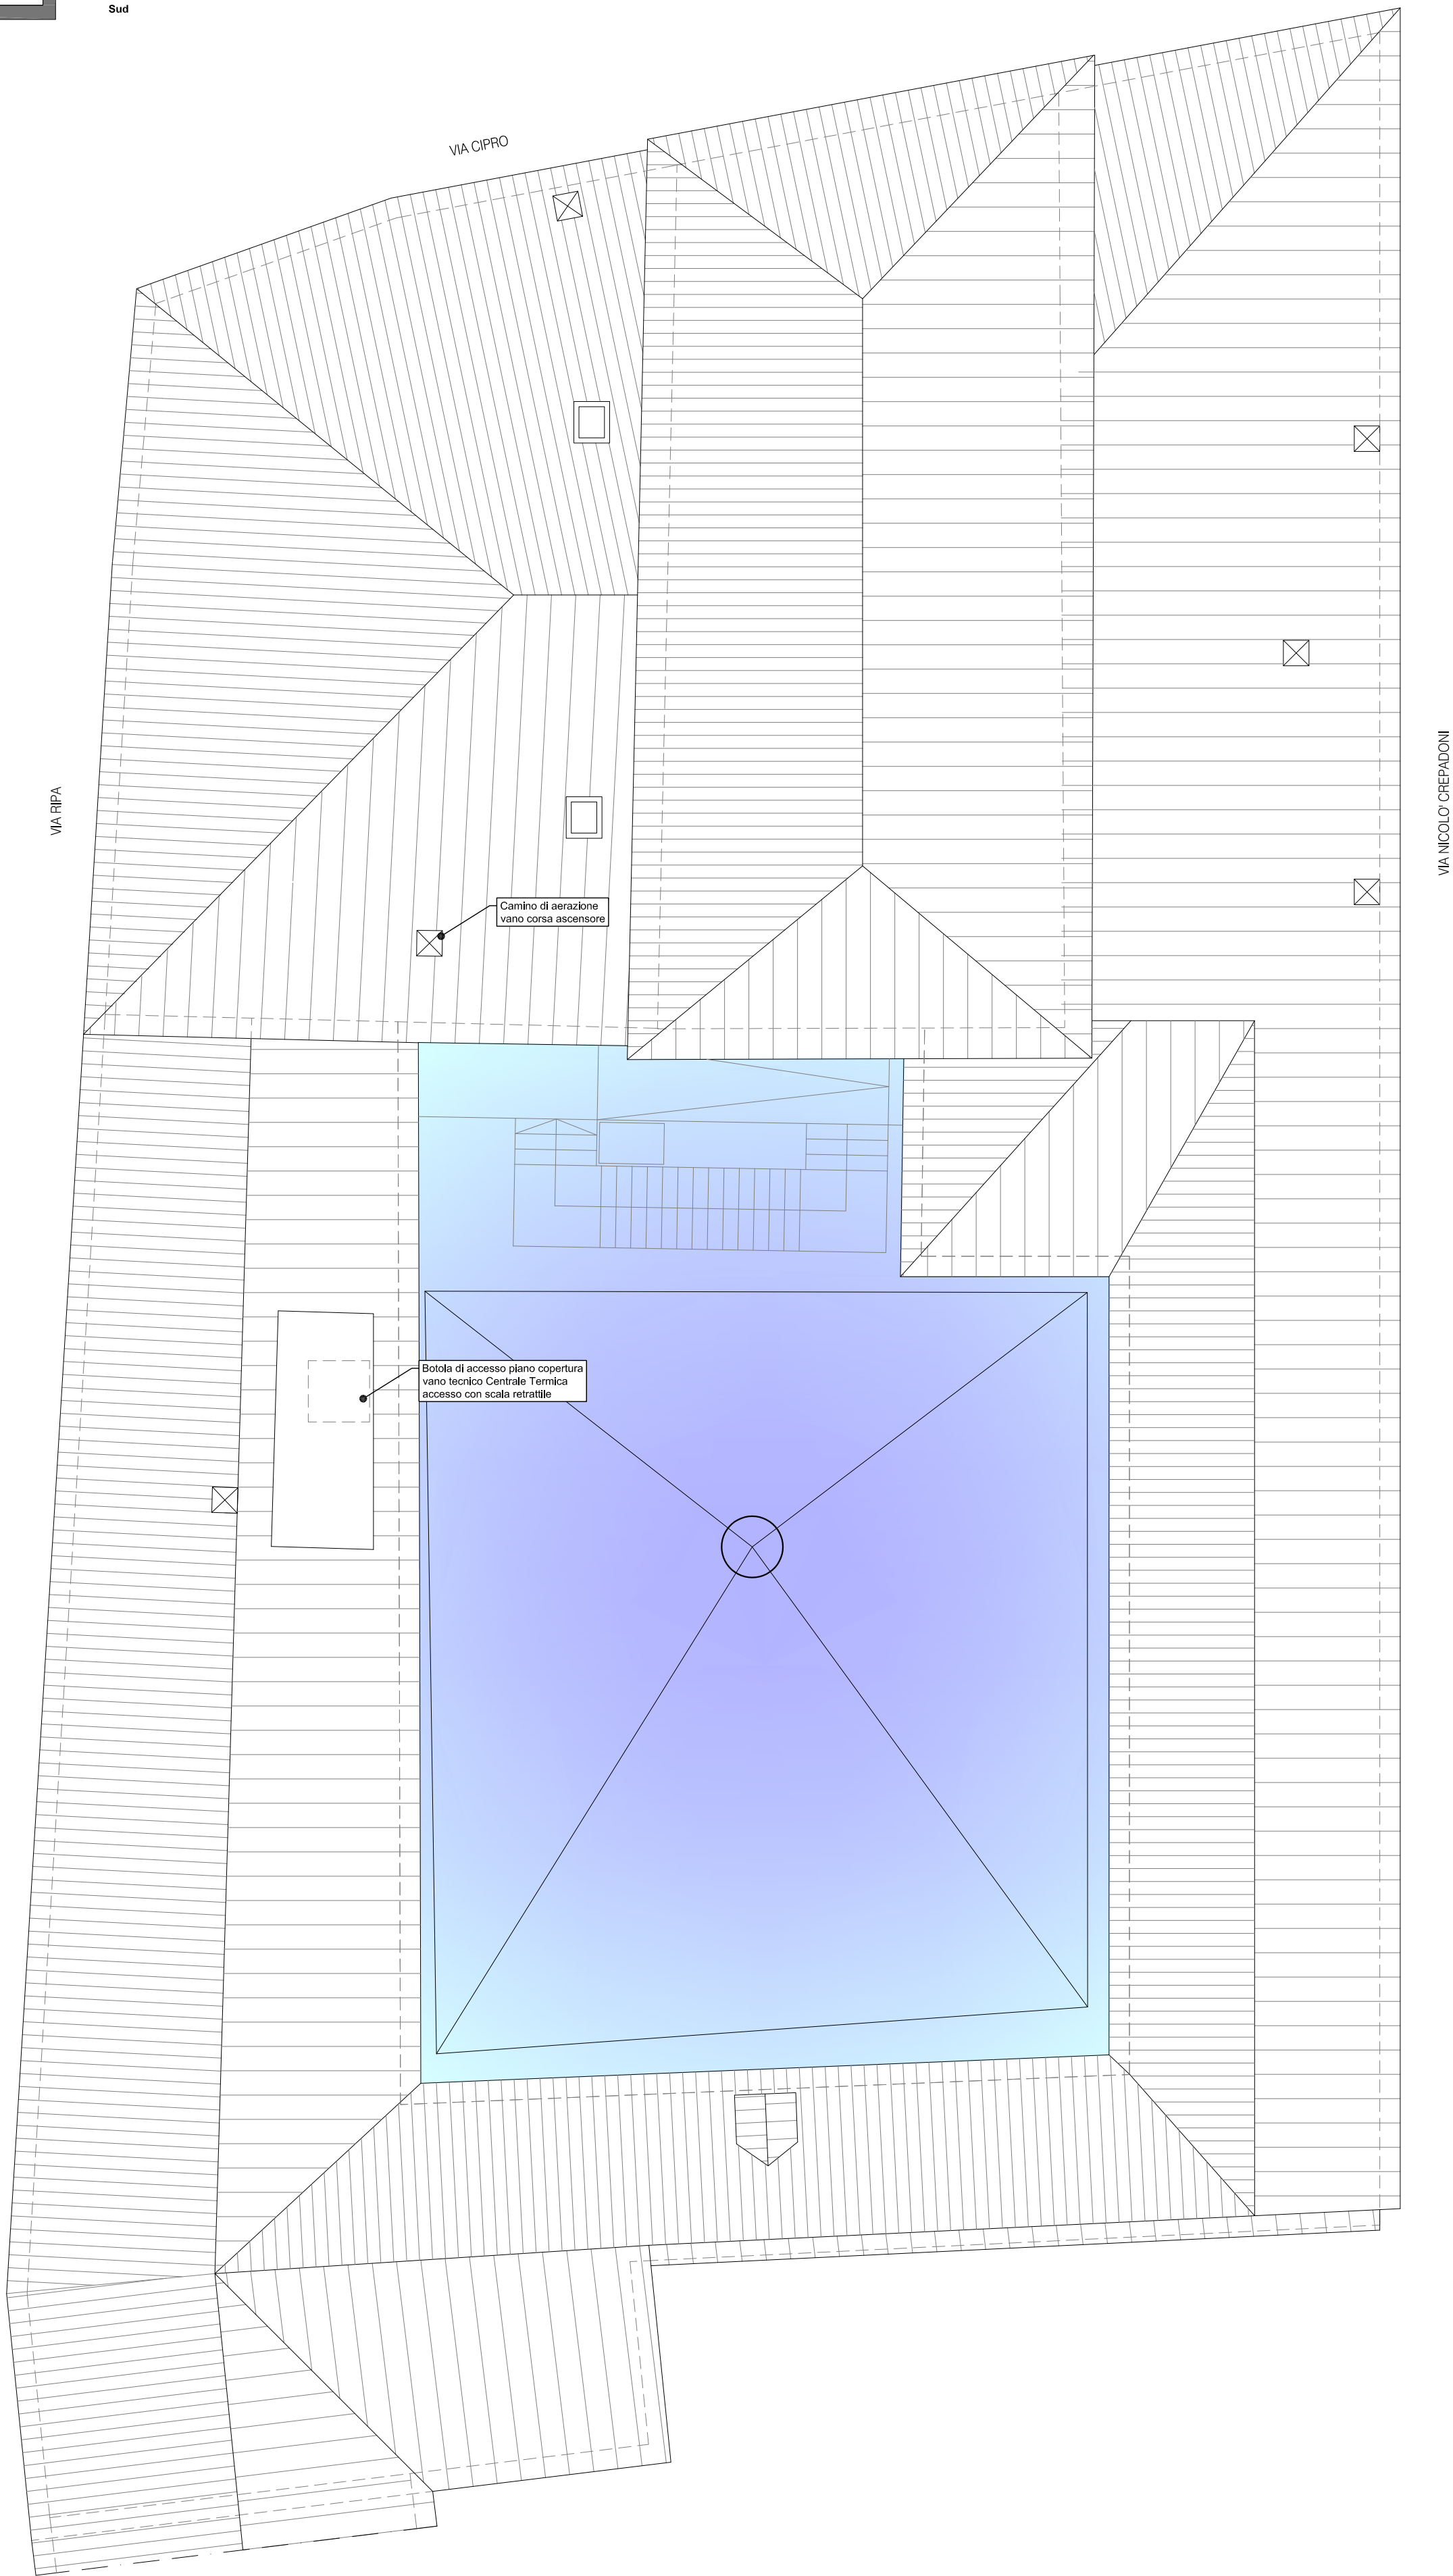 Sud
VIA CIPRO
VIA RIPA
VIA NICOLO' CREPADONI
Camino di aerazione
vano corsa ascensore
Botola di accesso piano copertura
vano tecnico Centrale Termica
accesso con scala retrattile